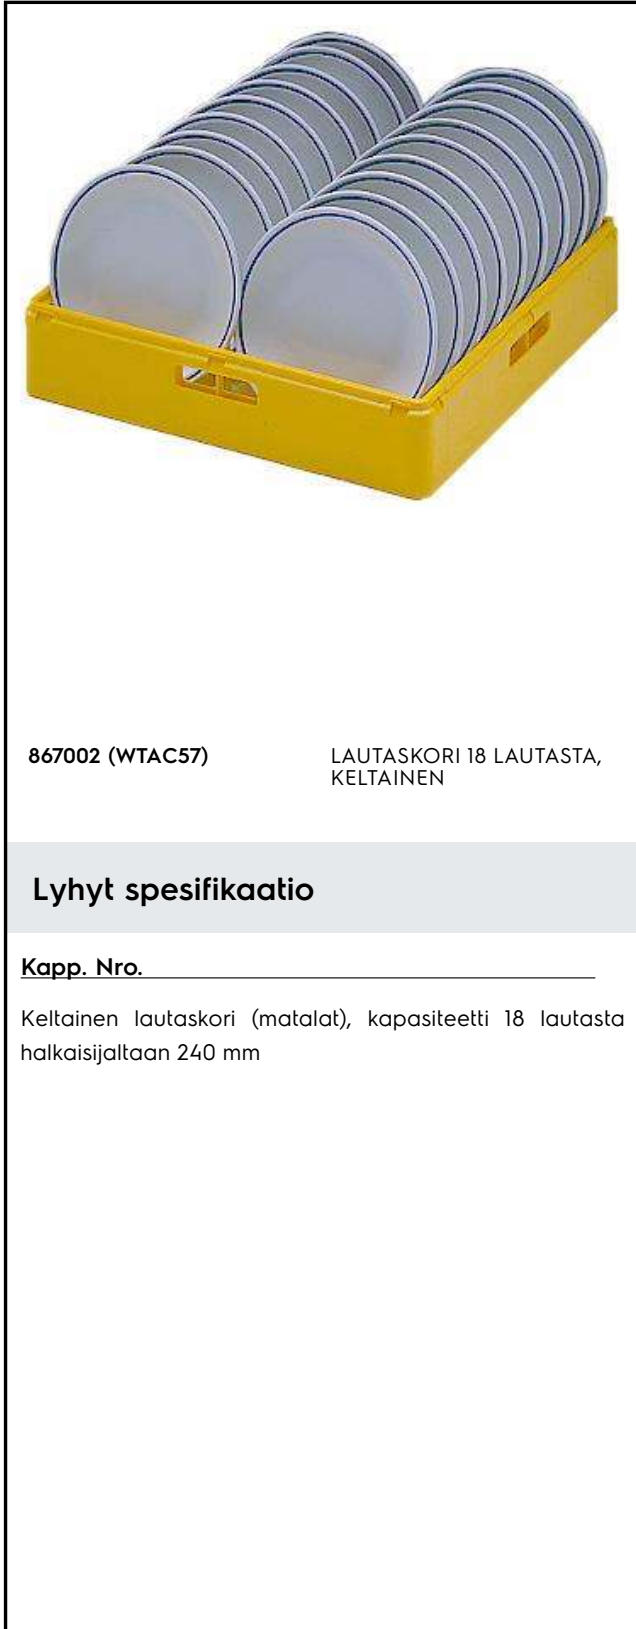 867002 (WTAC57)
LAUTASKORI 18 LAUTASTA,
KELTAINEN
Lyhyt spesifikaatio
Kapp. Nro.
Keltainen lautaskori (matalat), kapasiteetti 18 lautasta
halkaisijaltaan 240 mm